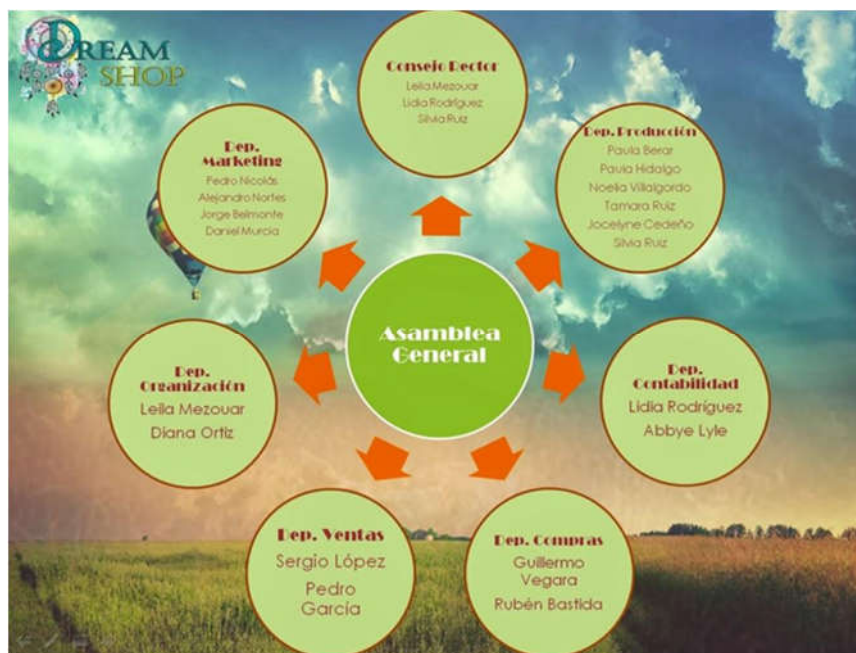 DREAM
SHOP
Consejo Rector
Leila Mezouar
Lidia Rodríguez
Silvia Ruiz
Dep. Producción
Paula Berar
Paula Hidalgo
Noelia Villalgordo
Tamara Ruiz
Jocelyne Cedeño
Silvia Ruiz
Dep.
Contabilidad
Lidia Rodríguez
Abbye Lyle
Dep. Compras
Guillermo
Vegara
Rubén Bastida
Dep. Ventas
Sergio López
Pedro
García
Dep.
Organización
Leila Mezouar
Diana Ortiz
Dep.
Marketing
Pedro Nicolás
Alejandro Nortes
Jorge Belmonte
Daniel Murcia
Asamblea
General